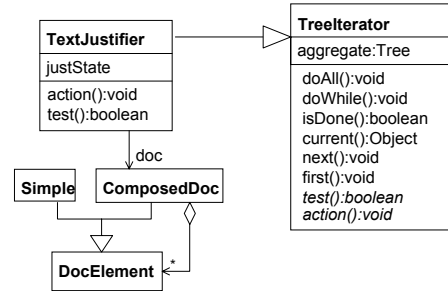 TextJustifier
justState
action():void
test():boolean
doc
Simple
ComposedDoc
*
DocElement
TreeIterator
aggregate:Tree
doAll():void
doWhile():void
isDone():boolean
current():Object
next():void
first():void
test():boolean
action():void